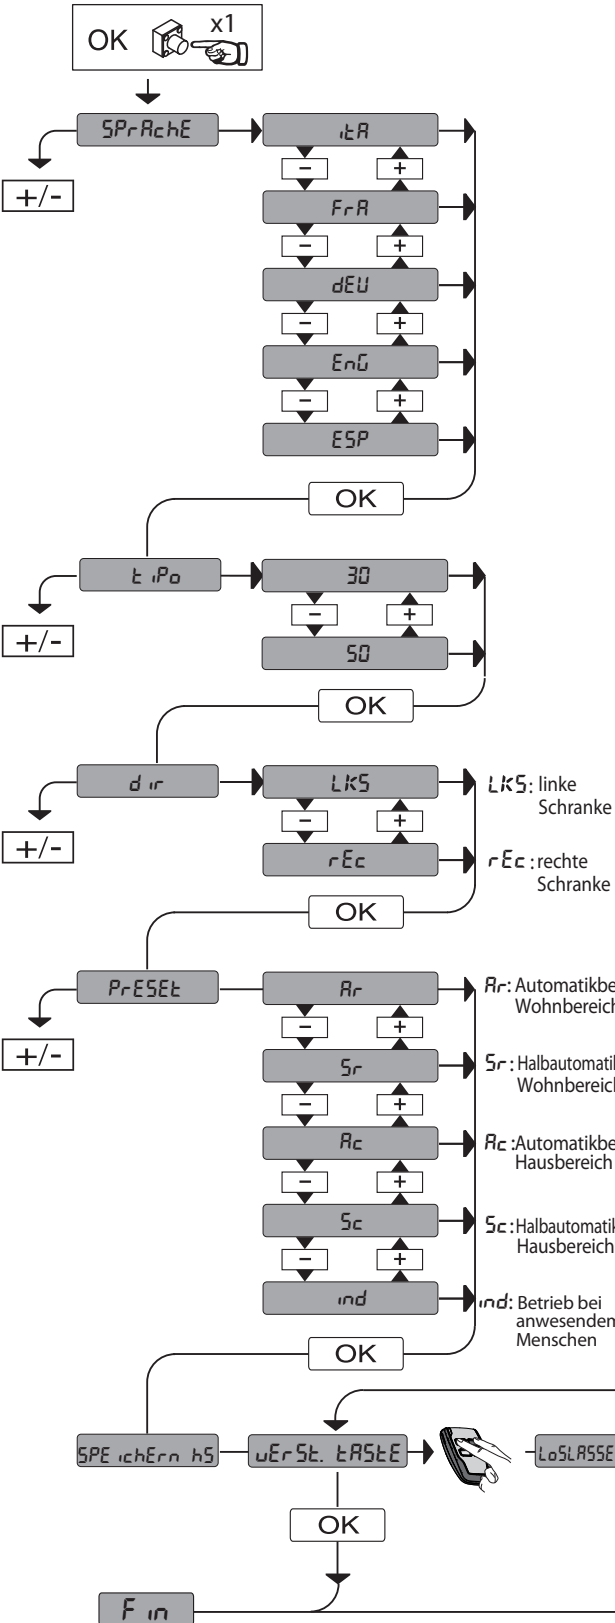 OK x1
SPrAchE
+/-
itA
- +
FrA
- +
dEU
- +
EnG
- +
ESP
OK
tiPo
+/-
30
- +
50
OK
dir
+/-
LKS
LKS: linke
Schranke
- +
rEc
rEc: rechte
Schranke
OK
PrESEt
+/-
Ar
Ar: Automatikbe
Wohnbereich
- +
Sr
Sr: Halbautomatik
Wohnbereich
- +
Ac
Ac: Automatikbe
Hausbereich
- +
Sc
Sc: Halbautomatik
Hausbereich
- +
ind
ind: Betrieb bei
anwesenden
Menschen
OK
SPEichErn hS
uErSt. tAStE
LoSLASSE
OK
Fin